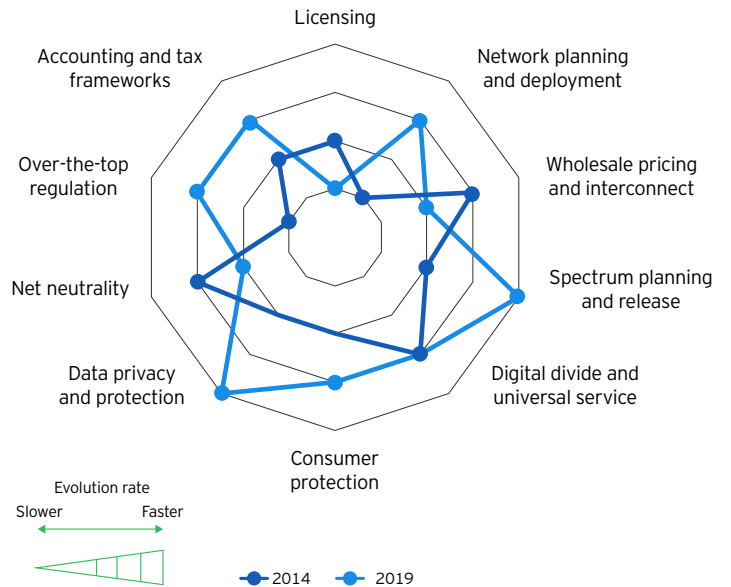 Licensing
Accounting and tax
frameworks
Network planning
and deployment
Over-the-top
regulation
Wholesale pricing
and interconnect
Net neutrality
Spectrum planning
and release
Data privacy
and protection
Digital divide and
universal service
Consumer
protection
Evolution rate
Slower Faster
2014 2019